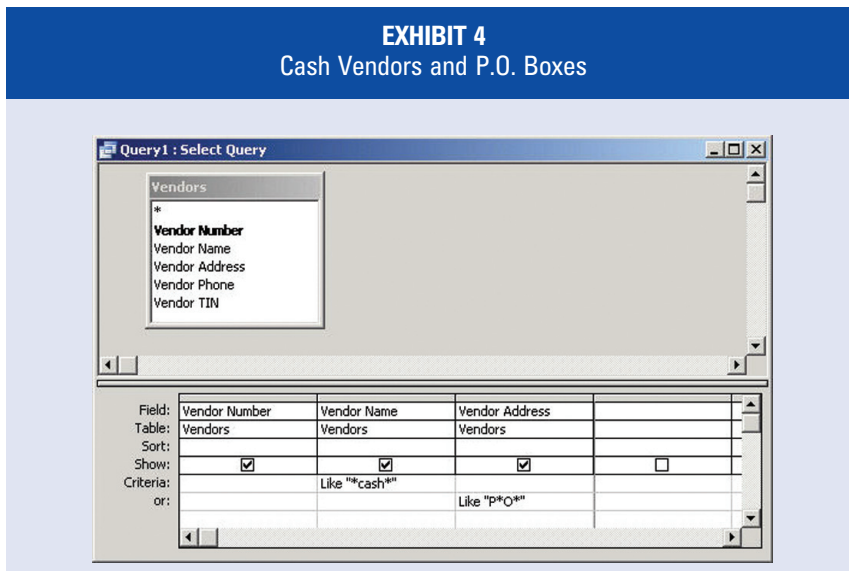 EXHIBIT 4
Cash Vendors and P.O. Boxes
Query1 : Select Query
Vendors
*
Vendor Number
Vendor Name
Vendor Address
Vendor Phone
Vendor TIN
Field: Vendor Number Vendor Name Vendor Address
Table: Vendors Vendors Vendors
Sort:
Show:
Criteria: Like "*cash*"
or: Like "P*O*"